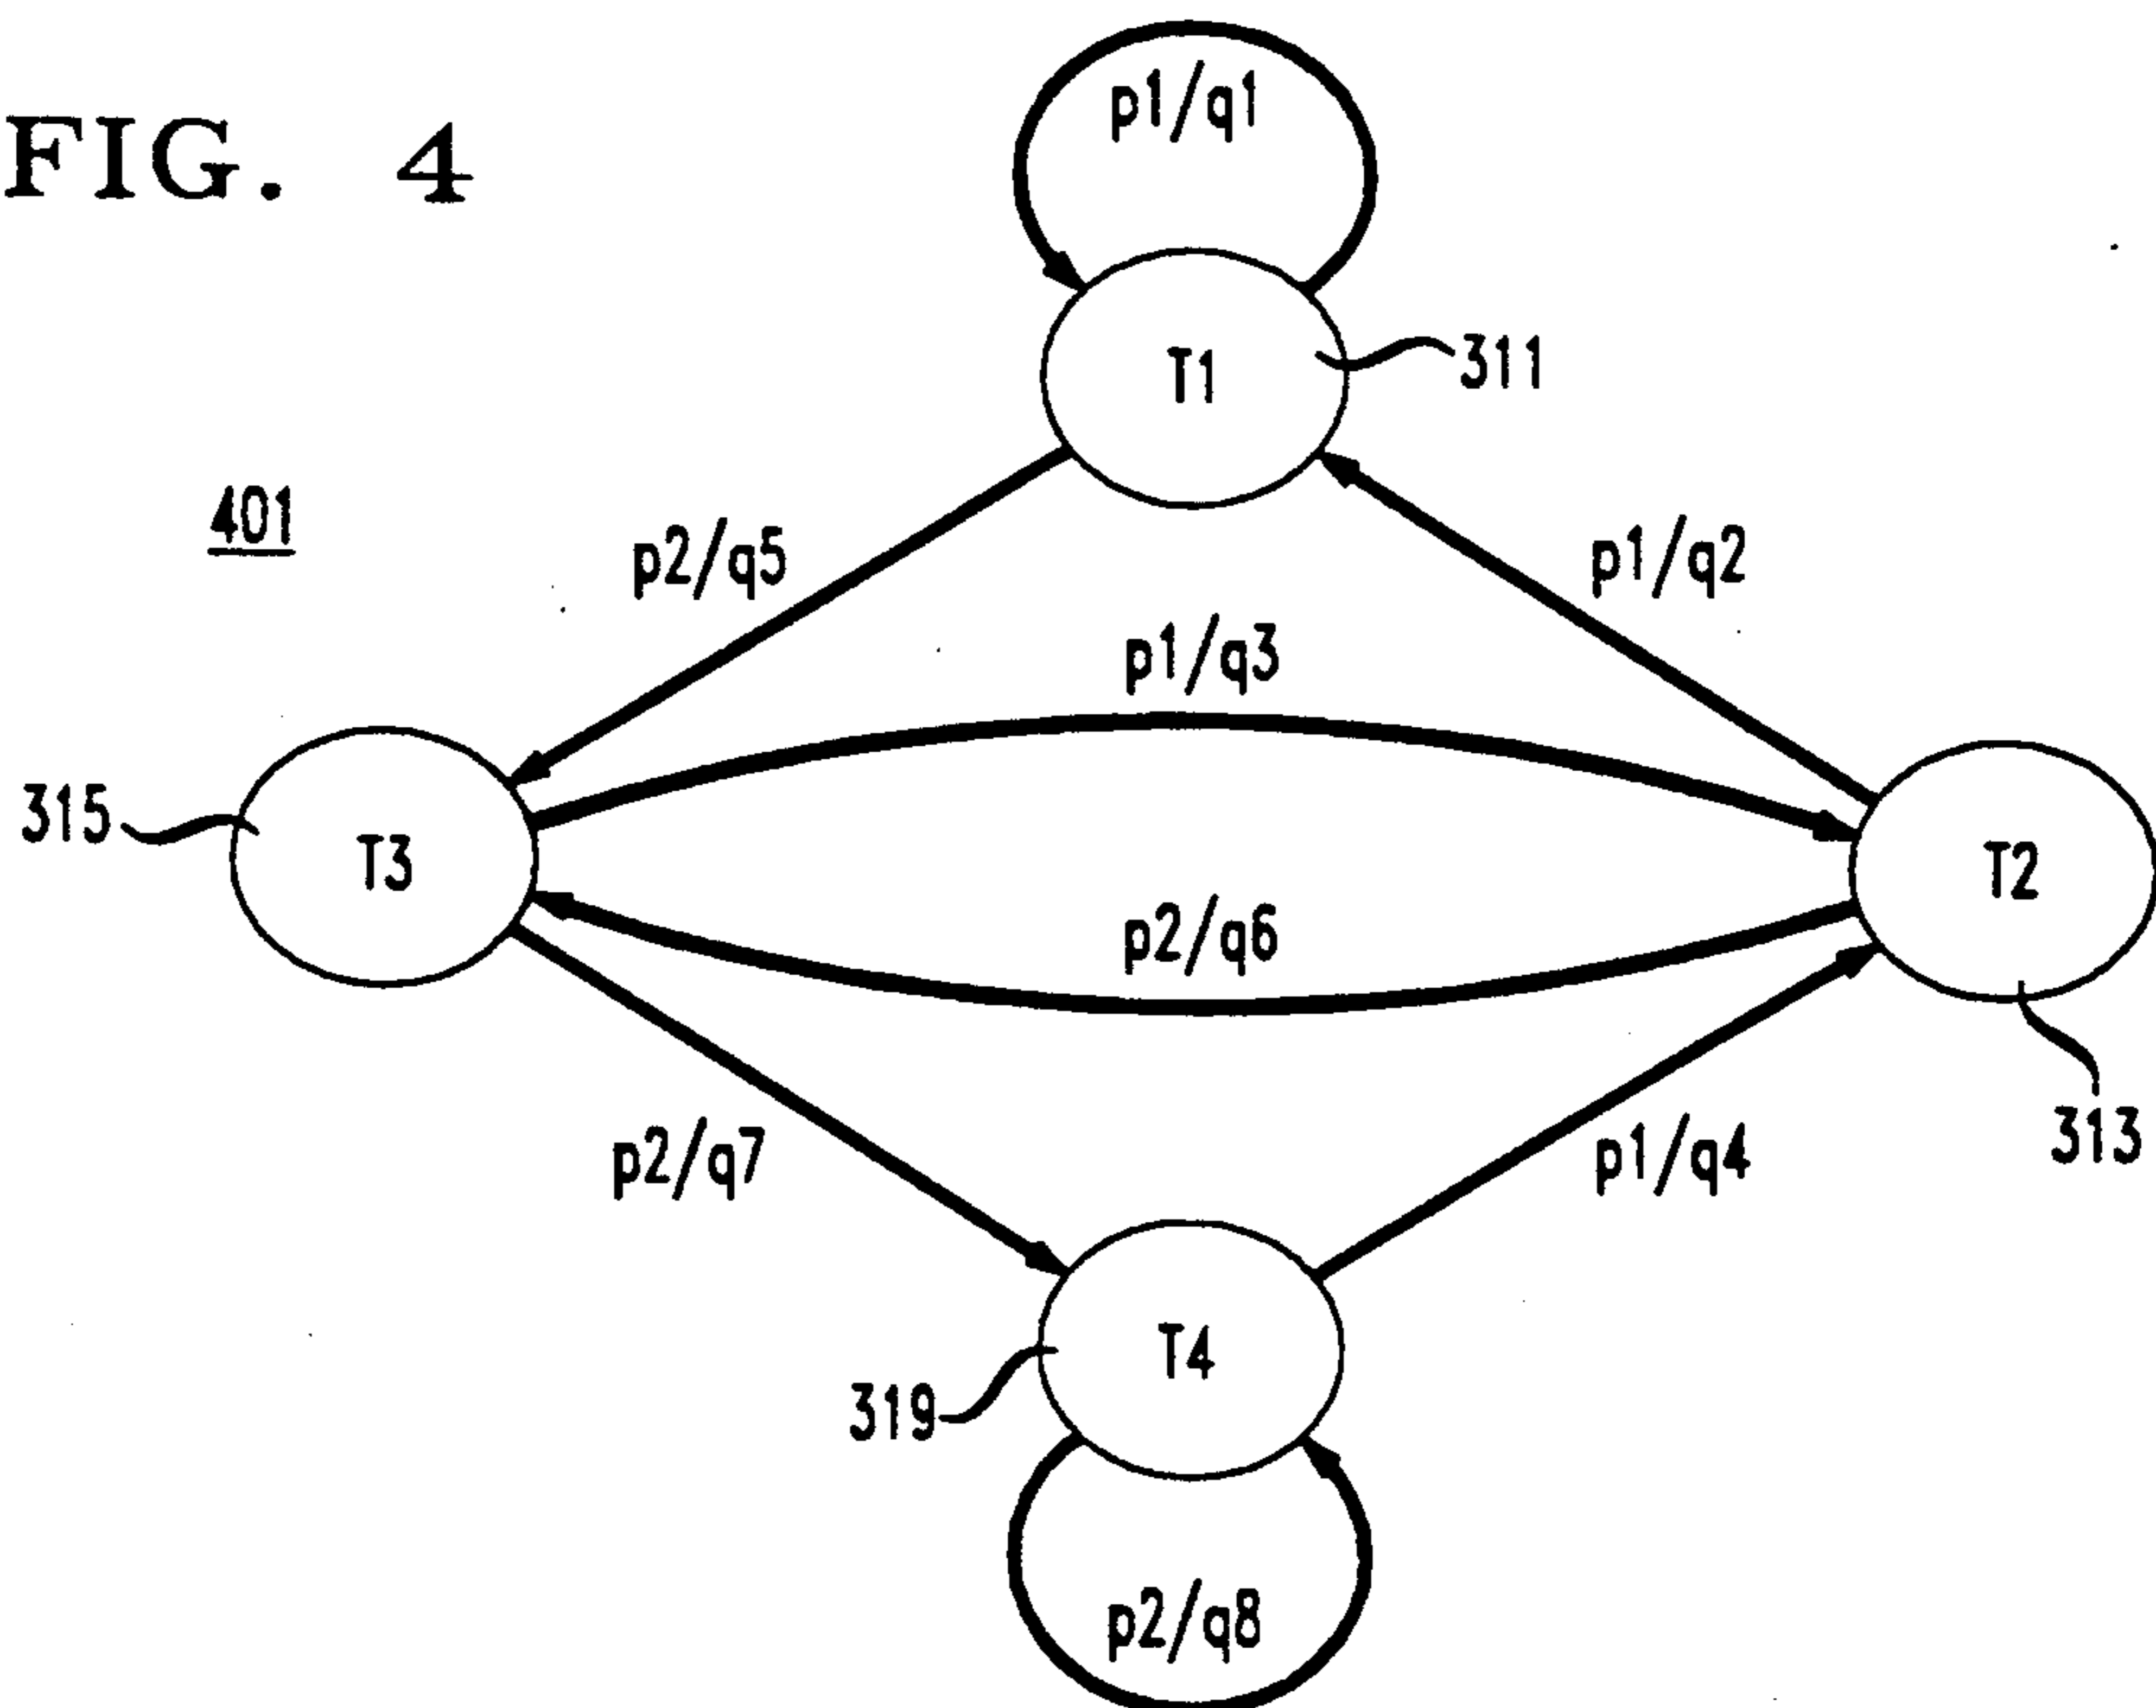 FIG. 4
p1/q1
T1
311
401
p2/q5
p1/q2
p1/q3
315
T3
T2
p2/q6
p2/q7
p1/q4
313
T4
319
p2/q8